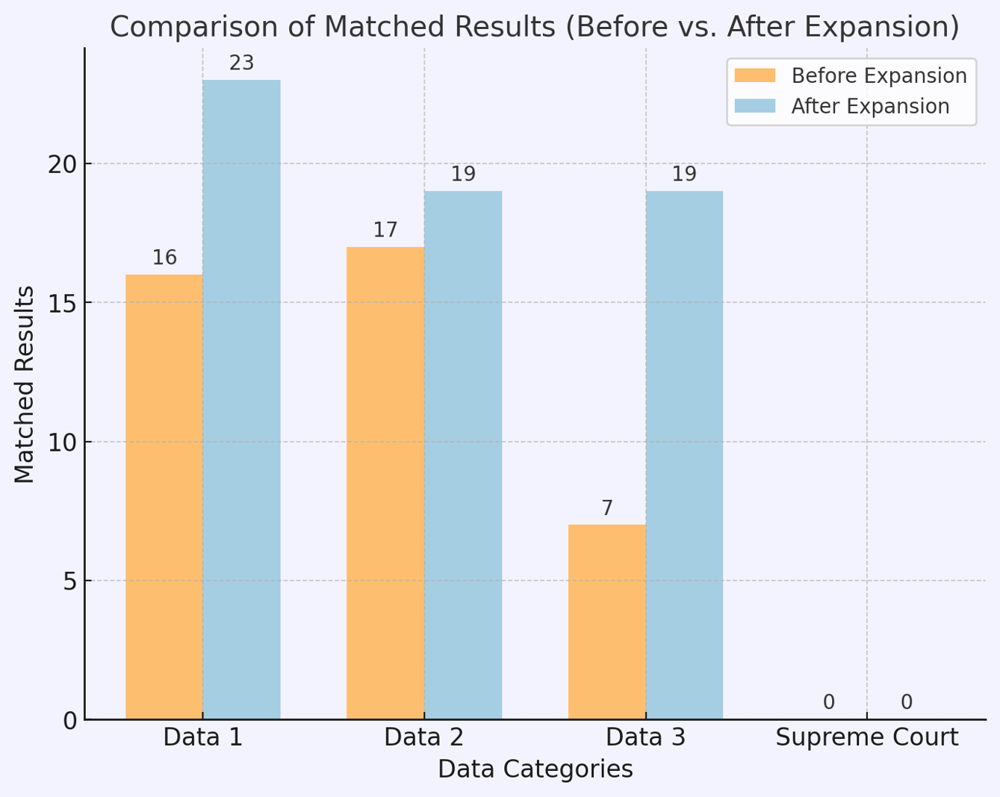 Comparison of Matched Results (Before vs. After Expansion)
Before Expansion
After Expansion
Matched Results
20
15
10
5
0
16
23
17
19
7
19
0
0
Data 1
Data 2
Data 3
Supreme Court
Data Categories